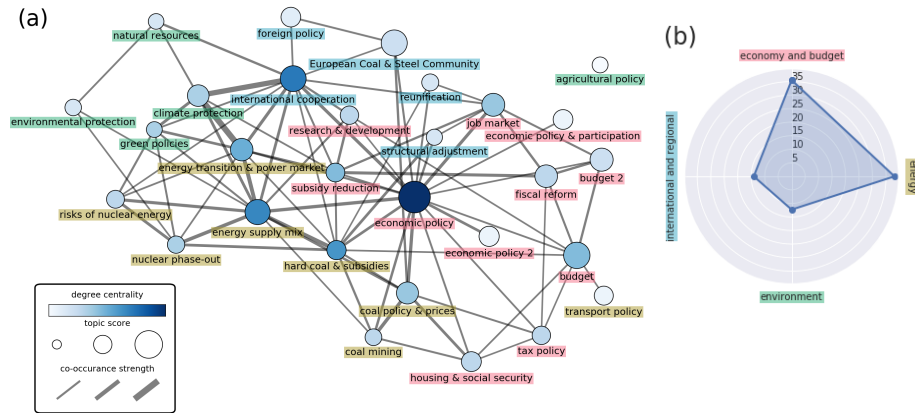 (a)
natural resources
foreign policy
European Coal & Steel Community
agricultural policy
international cooperation
reunification
climate protection
environmental protection
research & development
job market
economic policy & participation
green policies
structural adjustment
energy transition & power market
subsidy reduction
fiscal reform
budget 2
risks of nuclear energy
energy supply mix
economic policy
nuclear phase-out
hard coal & subsidies
economic policy 2
budget
coal policy & prices
transport policy
coal mining
tax policy
housing & social security
degree centrality
topic score
co-occurance strength
(b)
economy and budget
35
30
25
20
15
10
5
international and regional
energy
environment